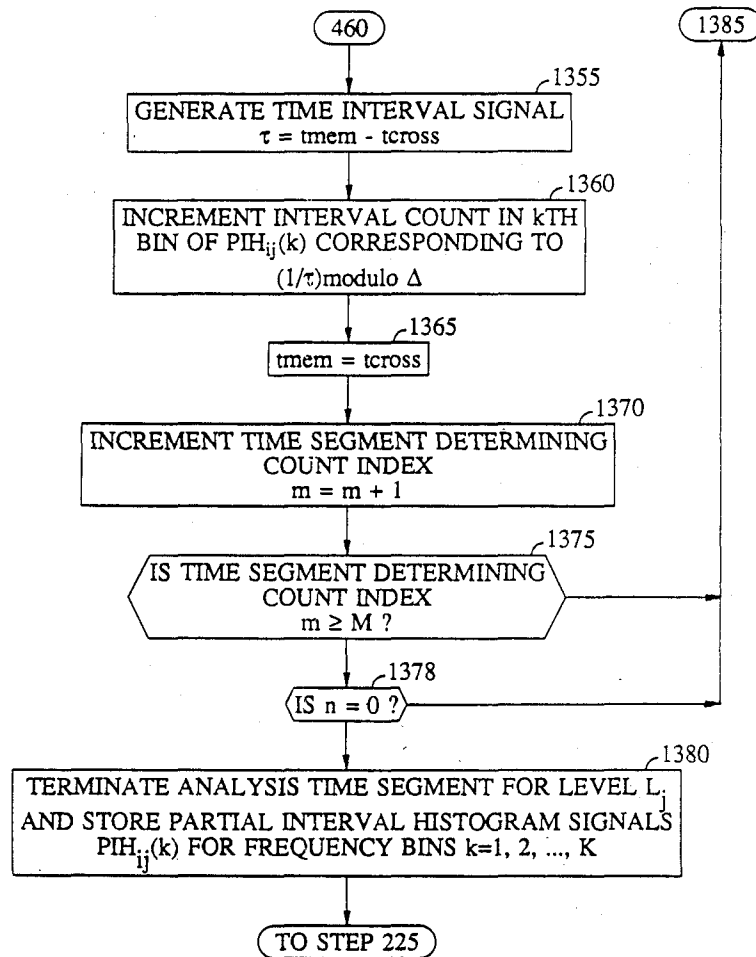 460
1385
1355
GENERATE TIME INTERVAL SIGNAL
τ = tmem - tcross
1360
INCREMENT INTERVAL COUNT IN kTH
BIN OF PIH_ij(k) CORRESPONDING TO
(1/τ)modulo Δ
1365
tmem = tcross
1370
INCREMENT TIME SEGMENT DETERMINING
COUNT INDEX
m = m + 1
1375
IS TIME SEGMENT DETERMINING
COUNT INDEX
m ≥ M ?
1378
IS n = 0 ?
1380
TERMINATE ANALYSIS TIME SEGMENT FOR LEVEL L_j
AND STORE PARTIAL INTERVAL HISTOGRAM SIGNALS
PIH_ij(k) FOR FREQUENCY BINS k=1, 2, ..., K
TO STEP 225